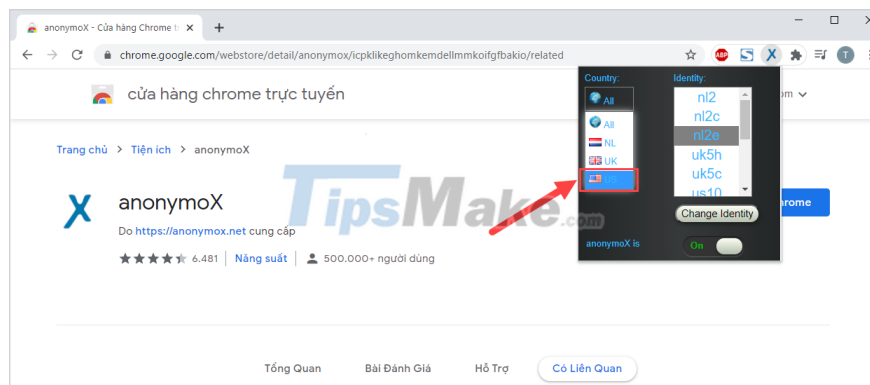 anonymoX - Cửa hàng Chrome t
chrome.google.com/webstore/detail/anonymox/icpklikeghomkemdellmmkoifgfbakio/related
ABP
S
X
T
cửa hàng chrome trực tuyến
om
Country:
Identity:
All
All
NL
UK
US
nl2
nl2c
nl2e
uk5h
uk5c
us10
Change Identity
anonymoX is
On
Trang chủ > Tiện ích > anonymoX
X
anonymoX
rome
TipsMake.com
Do https://anonymox.net cung cấp
6.481
Năng suất
500.000+ người dùng
Tổng Quan
Bài Đánh Giá
Hỗ Trợ
Có Liên Quan